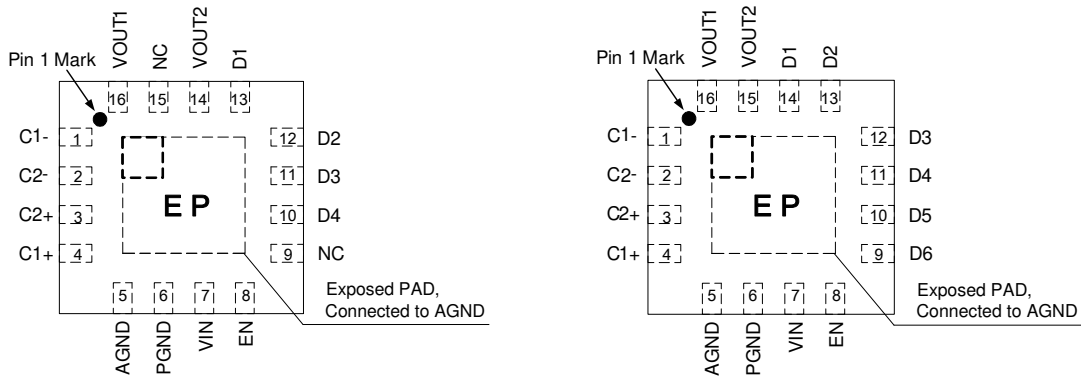 VOUT1
NC
VOUT2
D1
Pin 1 Mark
16
15
14
13
C1-
1
C2-
2
C2+
3
C1+
4
12
D2
11
D3
10
D4
9
NC
EP
5
6
7
8
AGND
PGND
VIN
EN
Exposed PAD,
Connected to AGND
VOUT1
VOUT2
D1
D2
Pin 1 Mark
16
15
14
13
C1-
1
C2-
2
C2+
3
C1+
4
12
D3
11
D4
10
D5
9
D6
EP
5
6
7
8
AGND
PGND
VIN
EN
Exposed PAD,
Connected to AGND